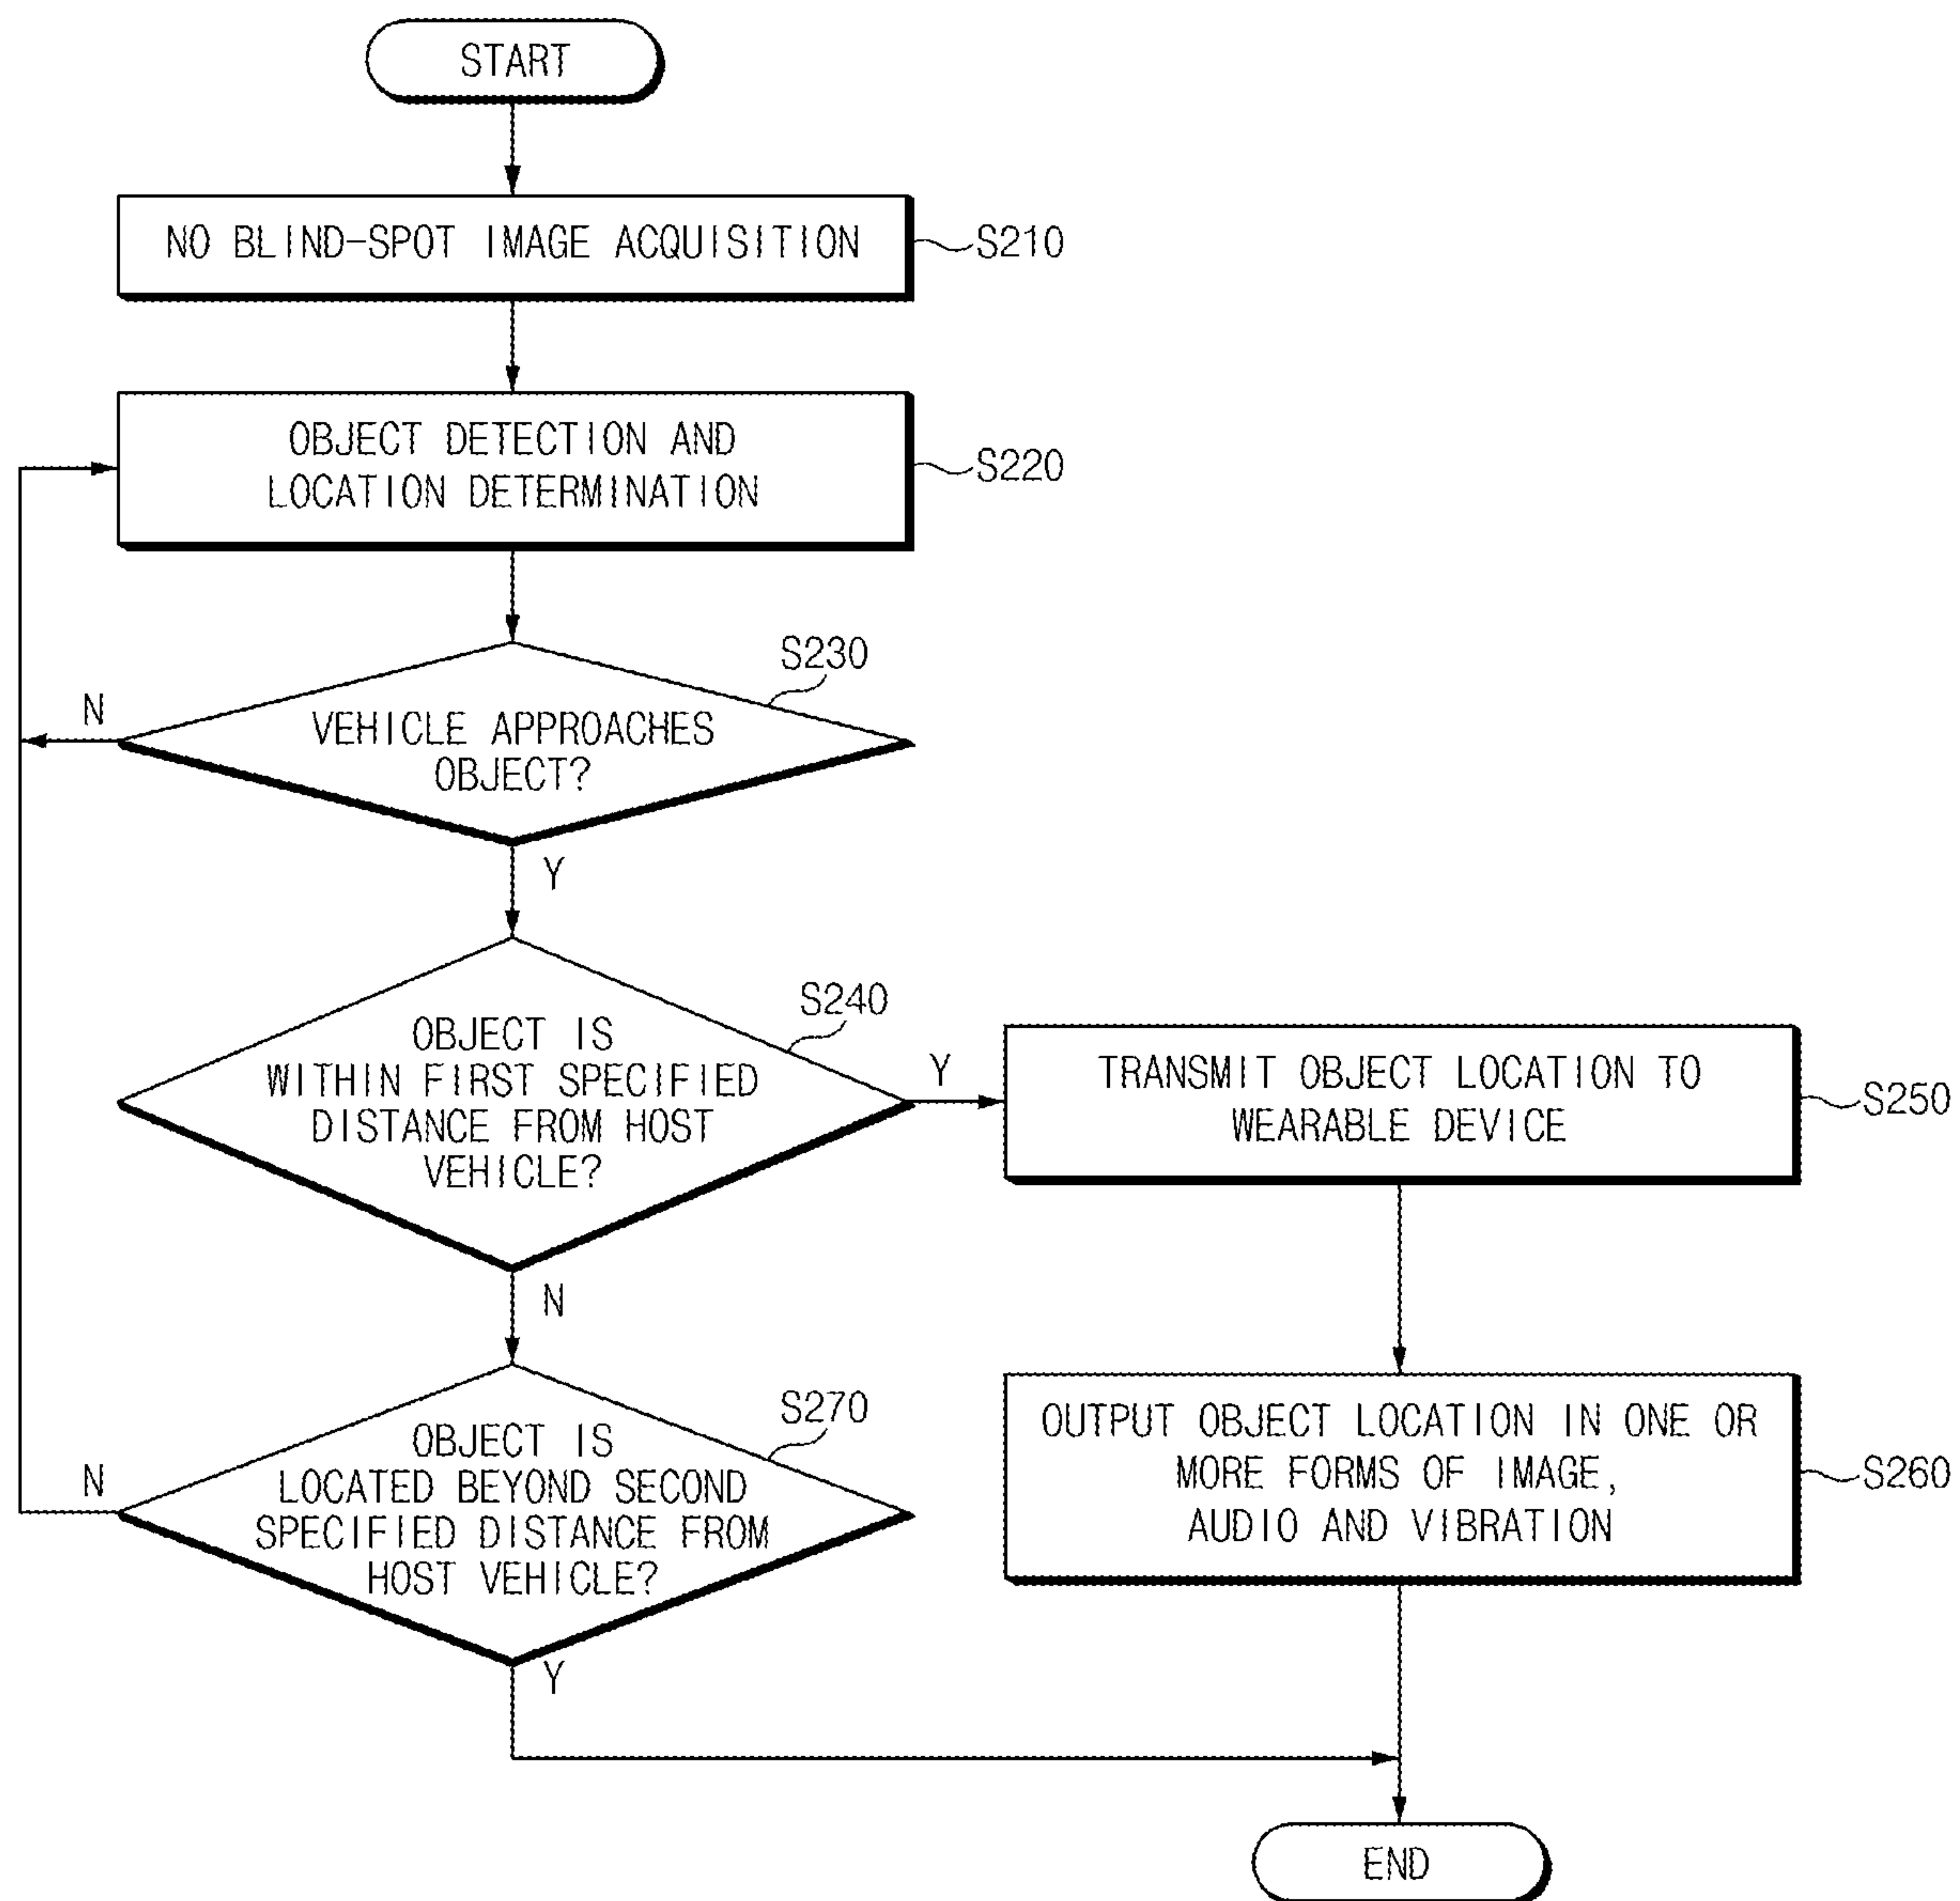 START
NO BLIND-SPOT IMAGE ACQUISITION
S210
OBJECT DETECTION AND
LOCATION DETERMINATION
S220
S230
N
VEHICLE APPROACHES
OBJECT?
Y
S240
OBJECT IS
WITHIN FIRST SPECIFIED
DISTANCE FROM HOST
VEHICLE?
Y
TRANSMIT OBJECT LOCATION TO
WEARABLE DEVICE
S250
N
S270
OBJECT IS
LOCATED BEYOND SECOND
SPECIFIED DISTANCE FROM
HOST VEHICLE?
N
OUTPUT OBJECT LOCATION IN ONE OR
MORE FORMS OF IMAGE,
AUDIO AND VIBRATION
S260
Y
END